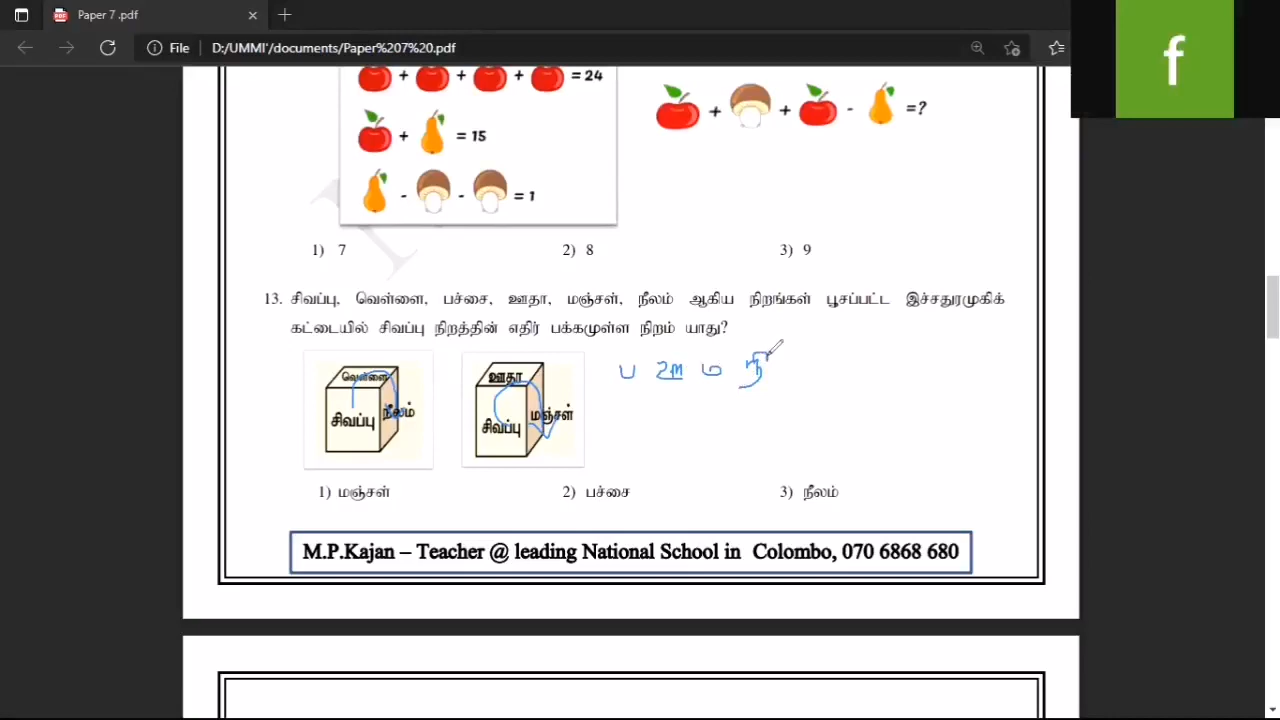 Paper 7 .pdf
File D:/UMMI'/documents/Paper%207%20.pdf
f
+ + + = 24
+ = 15
- - = 1
+ + - =?
1) 7 2) 8 3) 9
13. சிவப்பு, வெள்ளை, பச்சை, ஊதா, மஞ்சள், நீலம் ஆகிய நிறங்கள் பூசப்பட்ட இச்சதுரமுகிக்
கட்டையில் சிவப்பு நிறத்தின் எதிர் பக்கமுள்ள நிறம் யாது?
வெள்ளை
சிவப்பு நீலம்
ஊதா
சிவப்பு மஞ்சள்
ப ஊ ம நீ
1) மஞ்சள் 2) பச்சை 3) நீலம்
M.P.Kajan – Teacher @ leading National School in Colombo, 070 6868 680